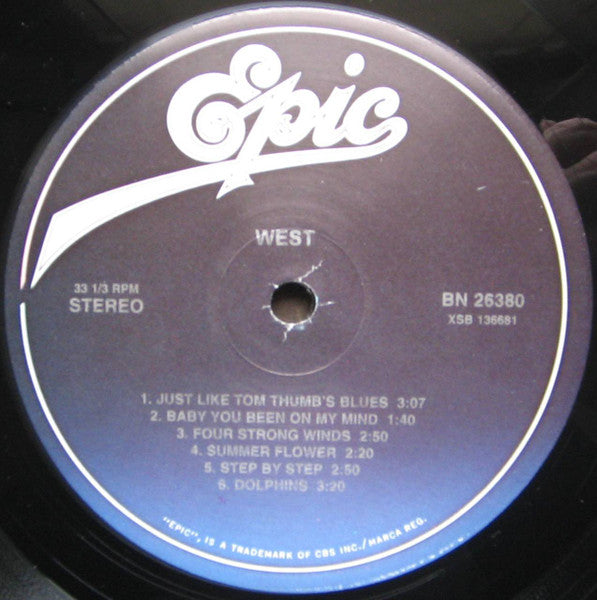 Epic
WEST
33 1/3 RPM
STEREO
BN 26380
XSB 136681
1. JUST LIKE TOM THUMB'S BLUES 3:07
2. BABY YOU BEEN ON MY MIND 1:40
3. FOUR STRONG WINDS 2:50
4. SUMMER FLOWER 2:20
5. STEP BY STEP 2:50
6. DOLPHINS 3:20
"EPIC", IS A TRADEMARK OF CBS INC./MARCA REG.